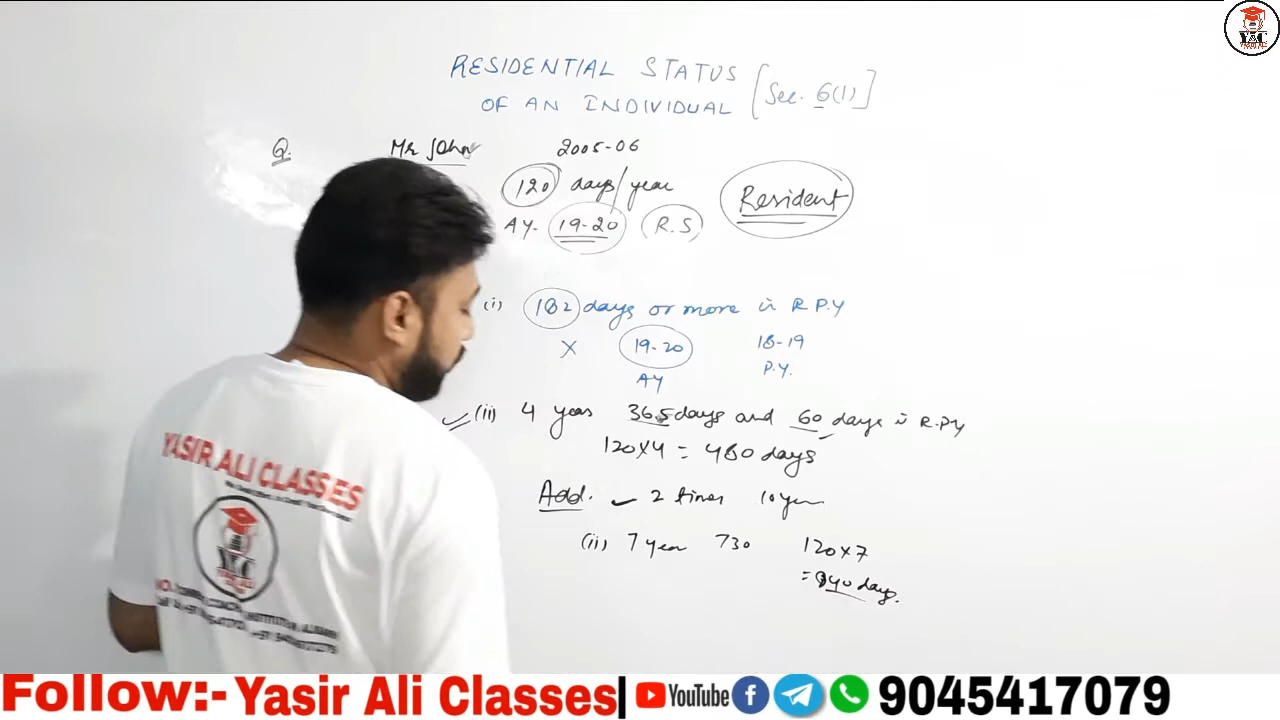 RESIDENTIAL STATUS
OF AN INDIVIDUAL [Sec. 6(1)]
Q. Mr John 2005-06
120 days/year Resident
AY. 19-20 R.S
(i) 182 days or more in R P.Y
X 19-20 18-19
AY P.Y.
(ii) 4 years 365 days and 60 days in R.P.Y
120x4 = 480 days
Add. 2 times 10 year
(ii) 7 year 730 120x7
= 840 days.
YASIR ALI CLASSES
YAC
Follow:- Yasir Ali Classes| YouTube 9045417079